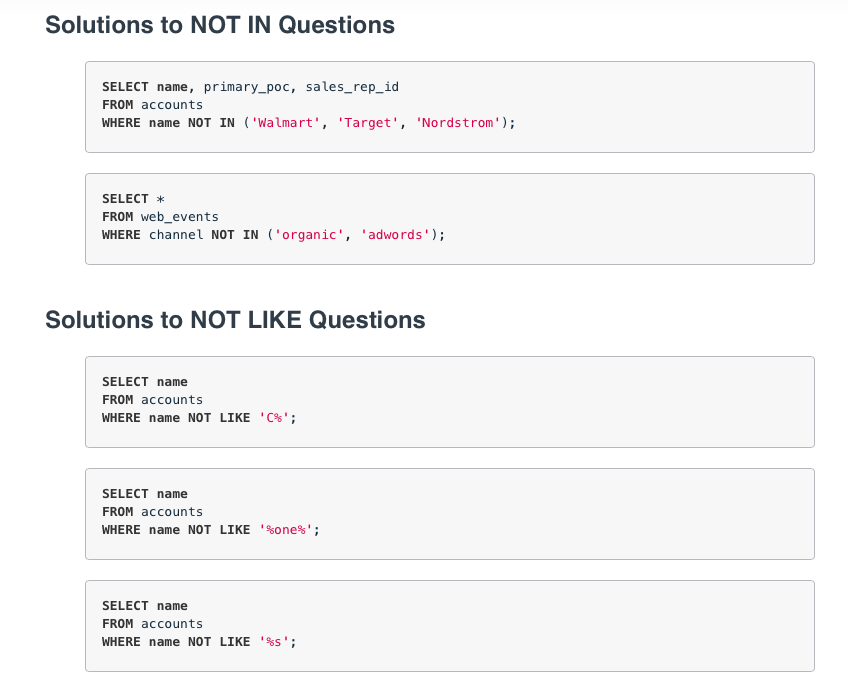 Solutions to NOT IN Questions
SELECT name, primary_poc, sales_rep_id
FROM accounts
WHERE name NOT IN ('Walmart', 'Target', 'Nordstrom');
SELECT *
FROM web_events
WHERE channel NOT IN ('organic', 'adwords');
Solutions to NOT LIKE Questions
SELECT name
FROM accounts
WHERE name NOT LIKE 'C%';
SELECT name
FROM accounts
WHERE name NOT LIKE '%one%';
SELECT name
FROM accounts
WHERE name NOT LIKE '%s';